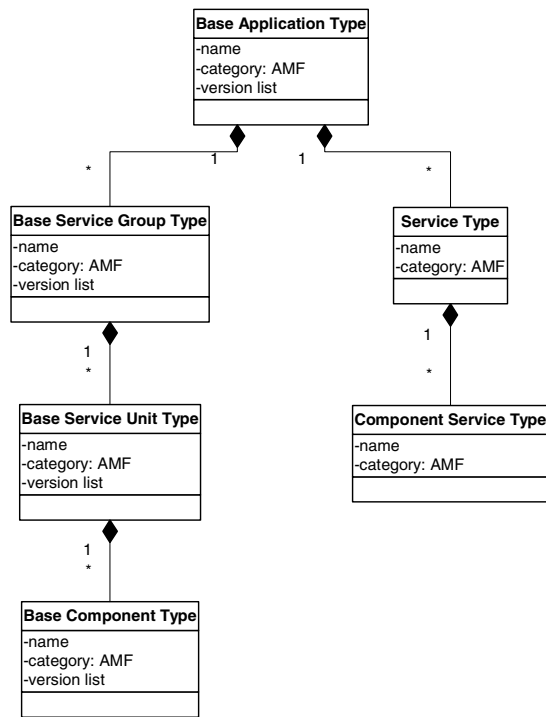 Base Application Type
-name
-category: AMF
-version list
1
1
*
*
Base Service Group Type
-name
-category: AMF
-version list
Service Type
-name
-category: AMF
1
*
1
*
Base Service Unit Type
-name
-category: AMF
-version list
Component Service Type
-name
-category: AMF
1
*
Base Component Type
-name
-category: AMF
-version list